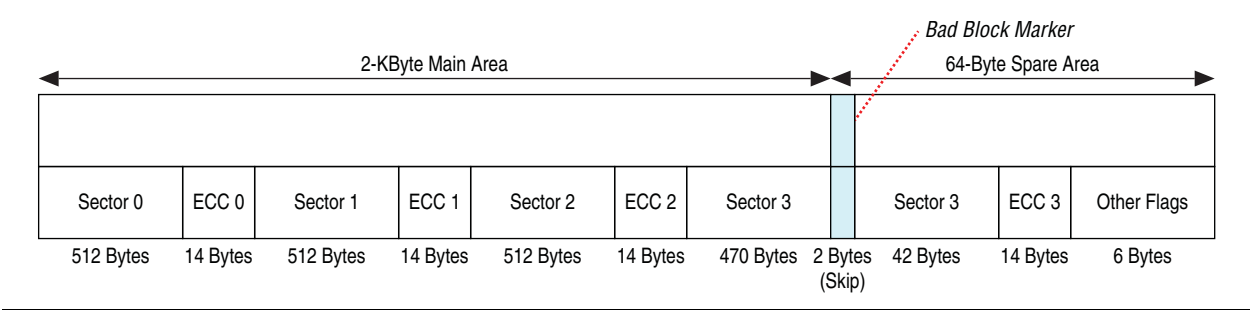 Bad Block Marker
2-KByte Main Area
64-Byte Spare Area
Sector 0
ECC 0
Sector 1
ECC 1
Sector 2
ECC 2
Sector 3
Sector 3
ECC 3
Other Flags
512 Bytes
14 Bytes
512 Bytes
14 Bytes
512 Bytes
14 Bytes
470 Bytes
2 Bytes
(Skip)
42 Bytes
14 Bytes
6 Bytes